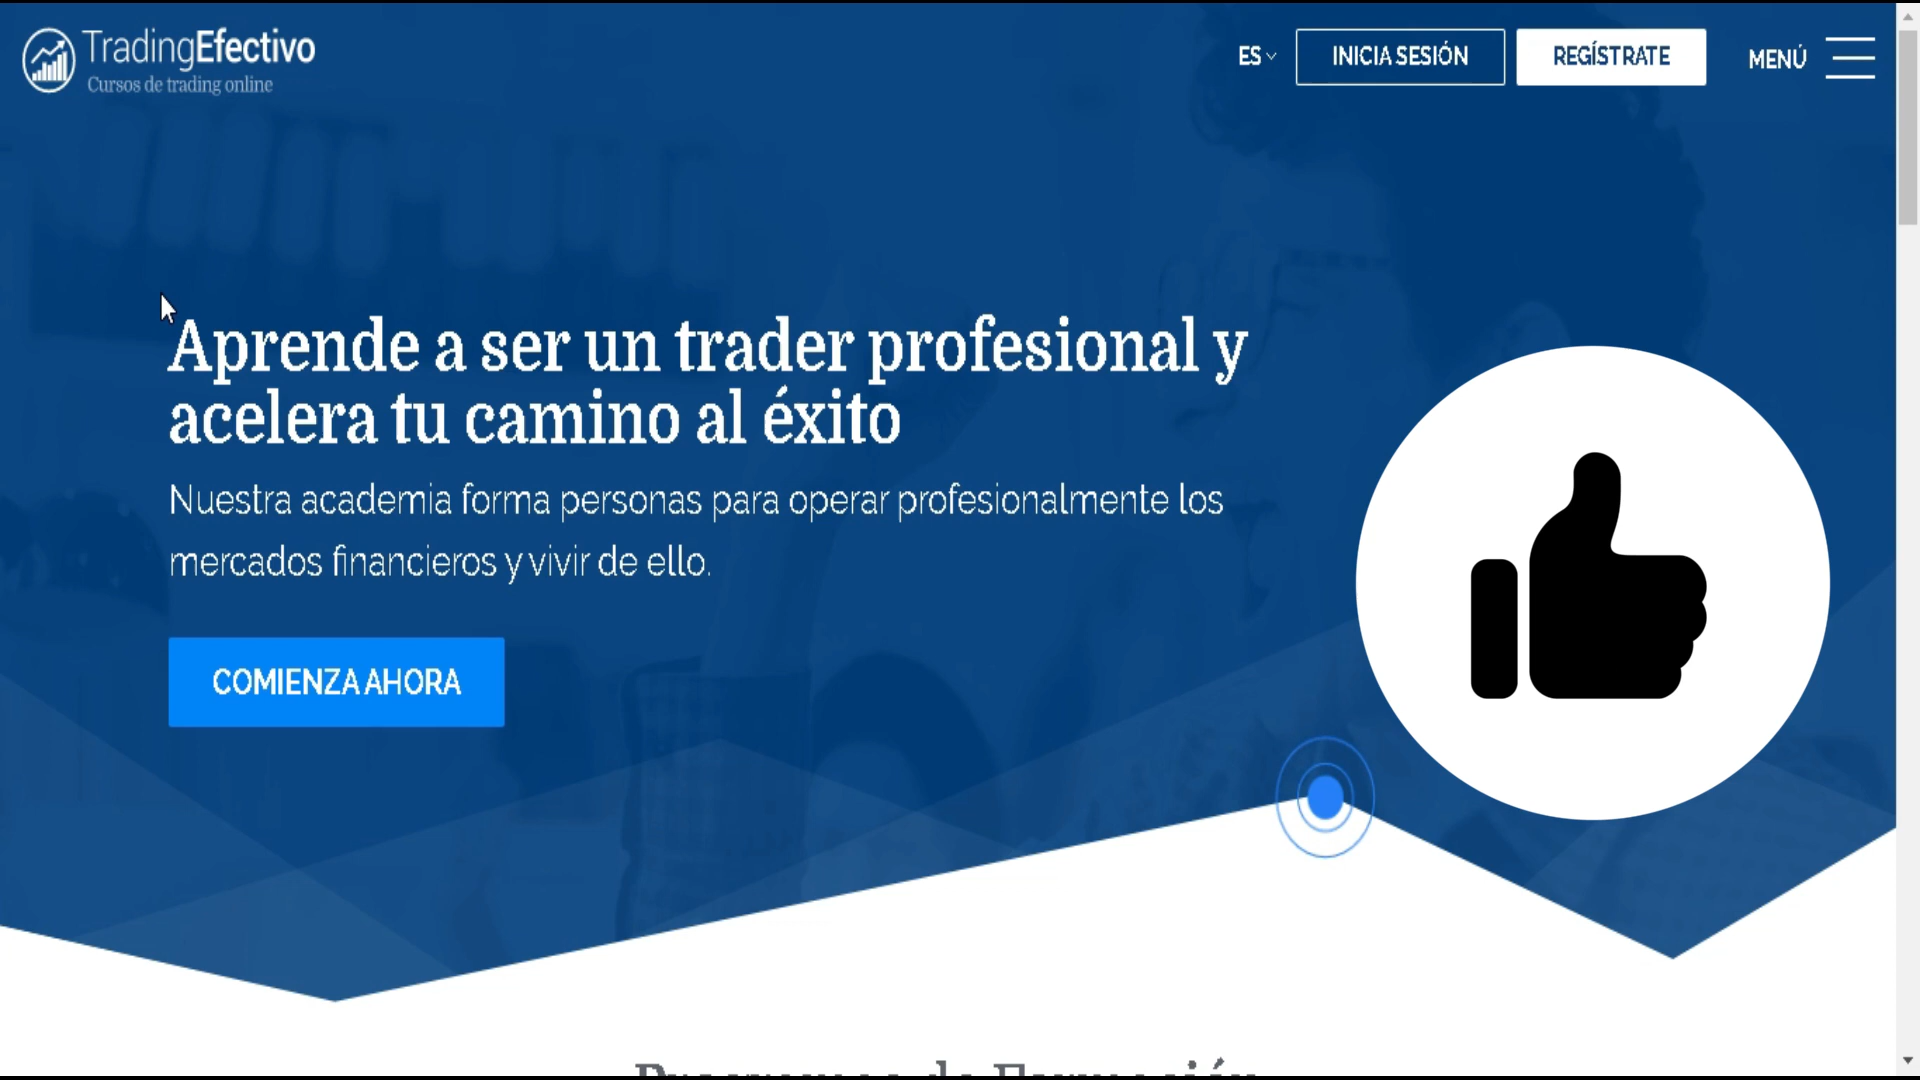 TradingEfectivo
Cursos de trading online
ES
INICIA SESIÓN
REGÍSTRATE
MENÚ
Aprende a ser un trader profesional y
acelera tu camino al éxito
Nuestra academia forma personas para operar profesionalmente los
mercados financieros y vivir de ello.
COMIENZA AHORA